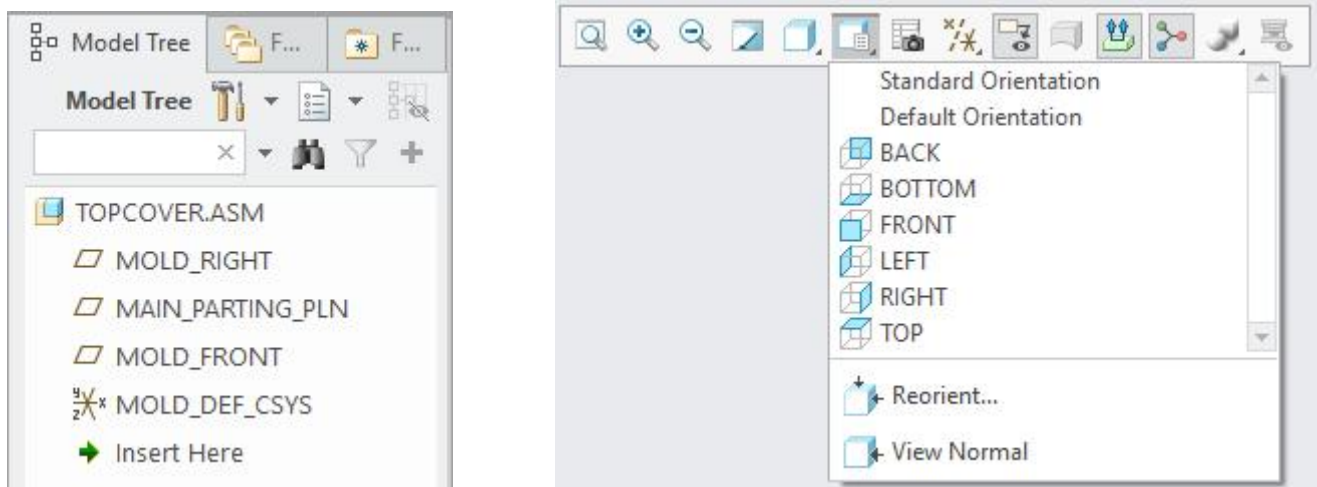 Model Tree F... F...
Model Tree
TOPCOVER.ASM
MOLD_RIGHT
MAIN_PARTING_PLN
MOLD_FRONT
MOLD_DEF_CSYS
Insert Here
Standard Orientation
Default Orientation
BACK
BOTTOM
FRONT
LEFT
RIGHT
TOP
Reorient...
View Normal